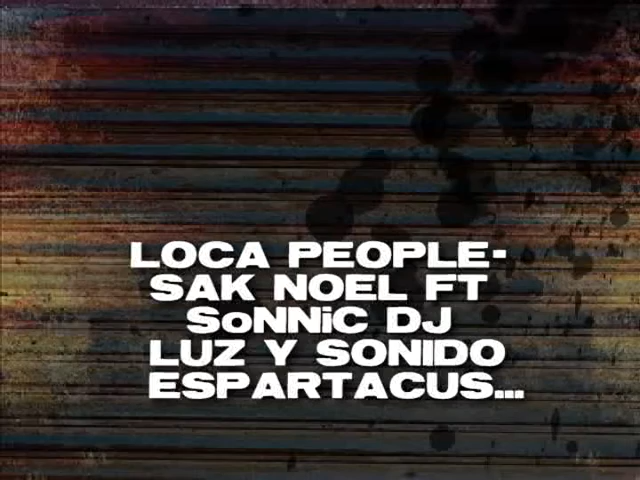 LOCA PEOPLE-
SAK NOEL FT
SoNNiC DJ
LUZ Y SONIDO
ESPARTACUS...